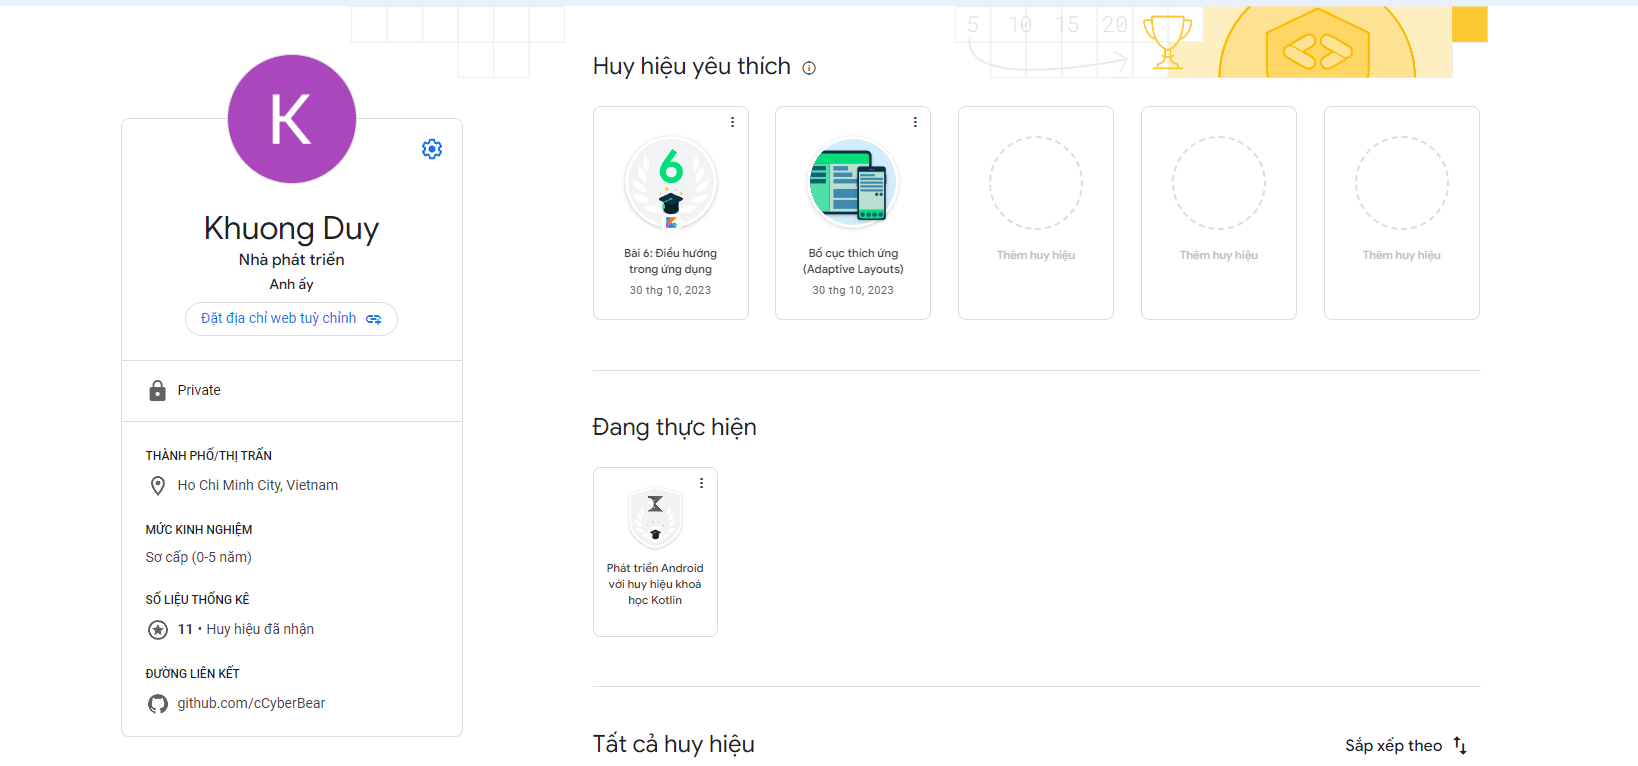 5 10 15 20
K
Khuong Duy
Nhà phát triển
Anh ấy
Đặt địa chỉ web tuỳ chỉnh
Private
THÀNH PHỐ/THỊ TRẤN
Ho Chi Minh City, Vietnam
MỨC KINH NGHIỆM
Sơ cấp (0-5 năm)
SỐ LIỆU THỐNG KÊ
11 • Huy hiệu đã nhận
ĐƯỜNG LIÊN KẾT
github.com/cCyberBear
Huy hiệu yêu thích
6
Bài 6: Điều hướng
trong ứng dụng
30 thg 10, 2023
Bố cục thích ứng
(Adaptive Layouts)
30 thg 10, 2023
Thêm huy hiệu
Thêm huy hiệu
Thêm huy hiệu
Đang thực hiện
Phát triển Android
với huy hiệu khoá
học Kotlin
Tất cả huy hiệu
Sắp xếp theo